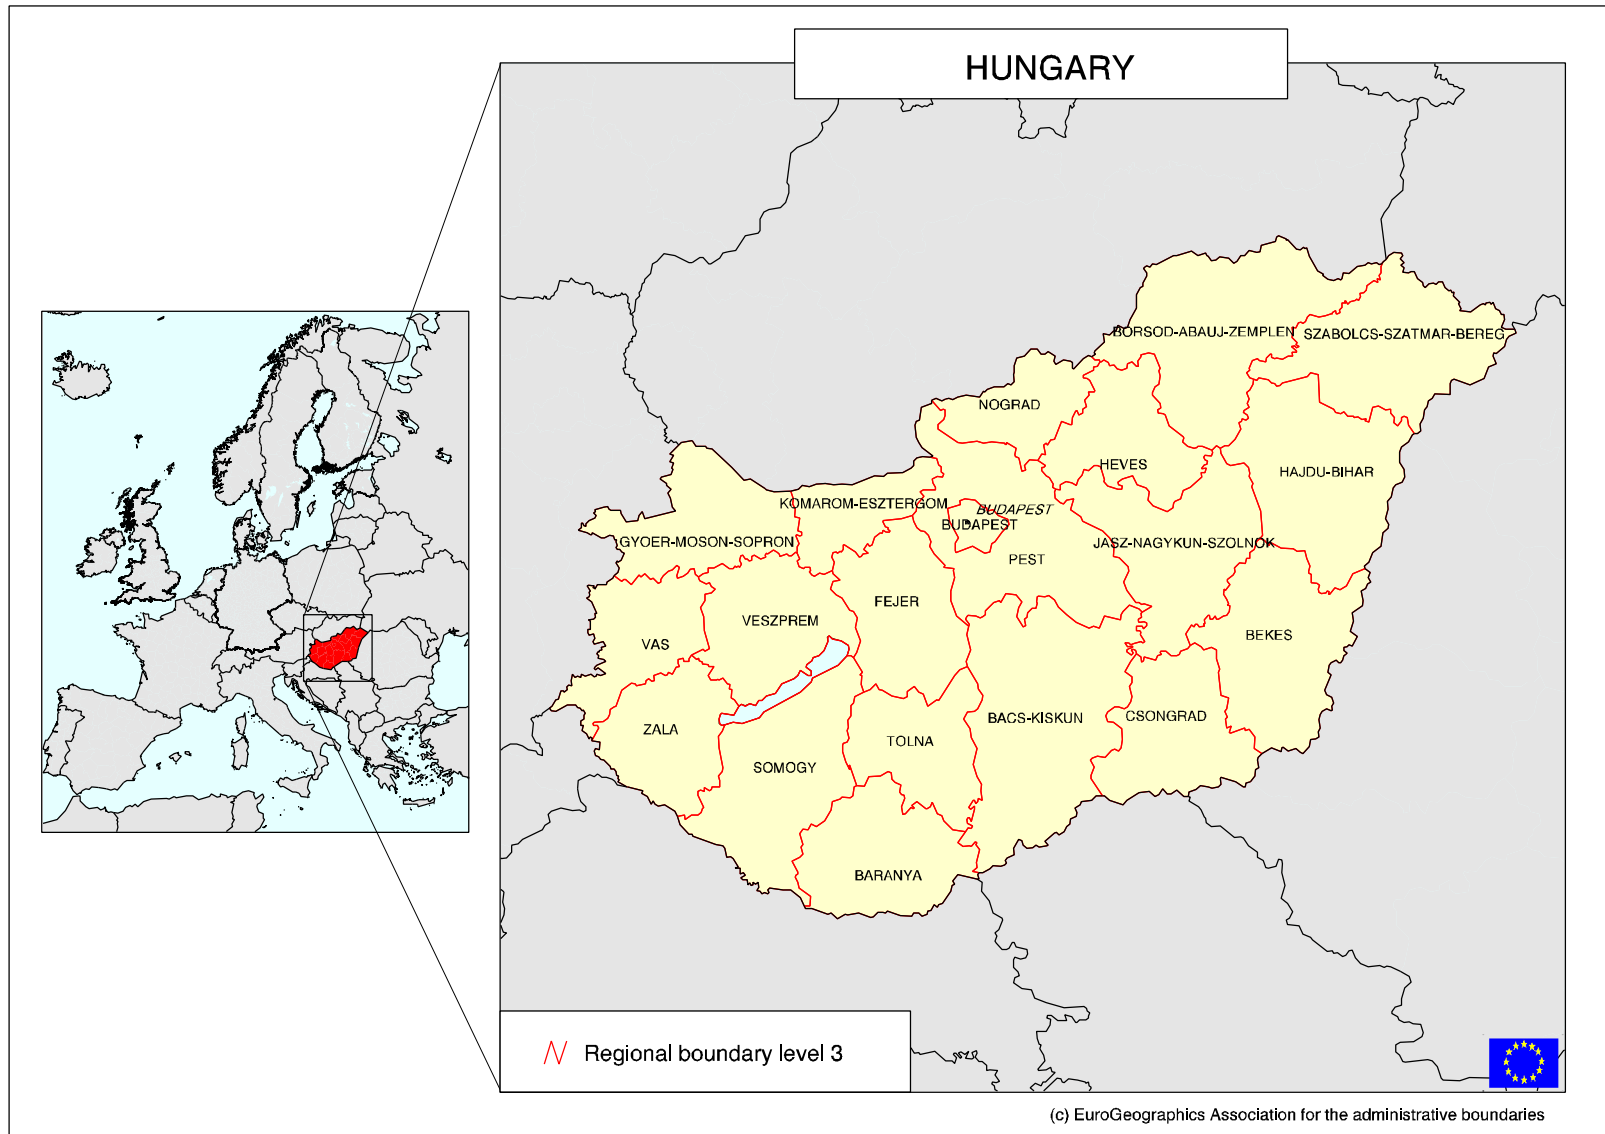 HUNGARY
BORSOD-ABAUJ-ZEMPLEN
SZABOLCS-SZATMAR-BEREG
NOGRAD
HEVES
HAJDU-BIHAR
KOMAROM-ESZTERGOM
BUDAPEST
BUDAPEST
GYOER-MOSON-SOPRON
JASZ-NAGYKUN-SZOLNOK
PEST
FEJER
VESZPREM
VAS
BEKES
ZALA
BACS-KISKUN
CSONGRAD
TOLNA
SOMOGY
BARANYA
Regional boundary level 3
(c) EuroGeographics Association for the administrative boundaries